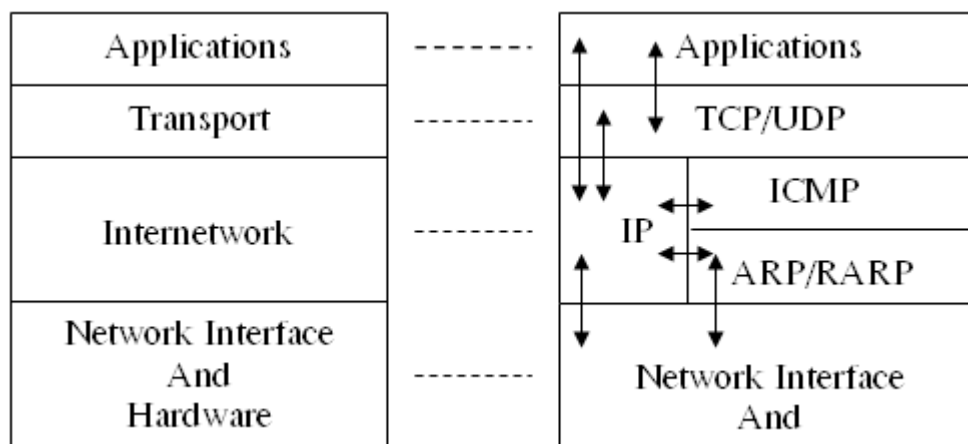 Applications
Transport
Internetwork
Network Interface
And
Hardware
Applications
TCP/UDP
ICMP
IP
ARP/RARP
Network Interface
And